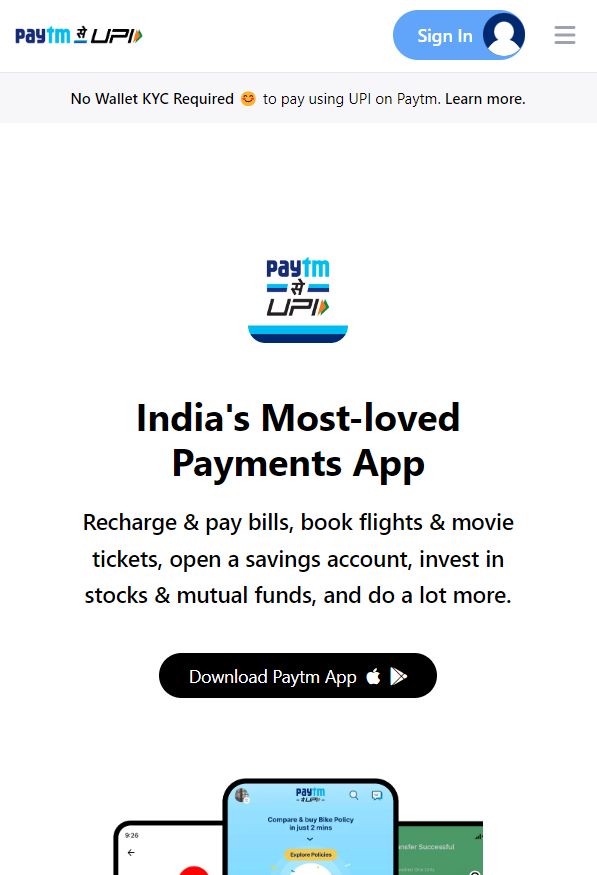 paytm से UPI
Sign In
No Wallet KYC Required 😊 to pay using UPI on Paytm. Learn more.
paytm
से
UPI
India's Most-loved
Payments App
Recharge & pay bills, book flights & movie
tickets, open a savings account, invest in
stocks & mutual funds, and do a lot more.
Download Paytm App
paytm
से UPI
Compare & buy Bike Policy
in just 2 mins
Explore Policies
9:26
nsfer Successful